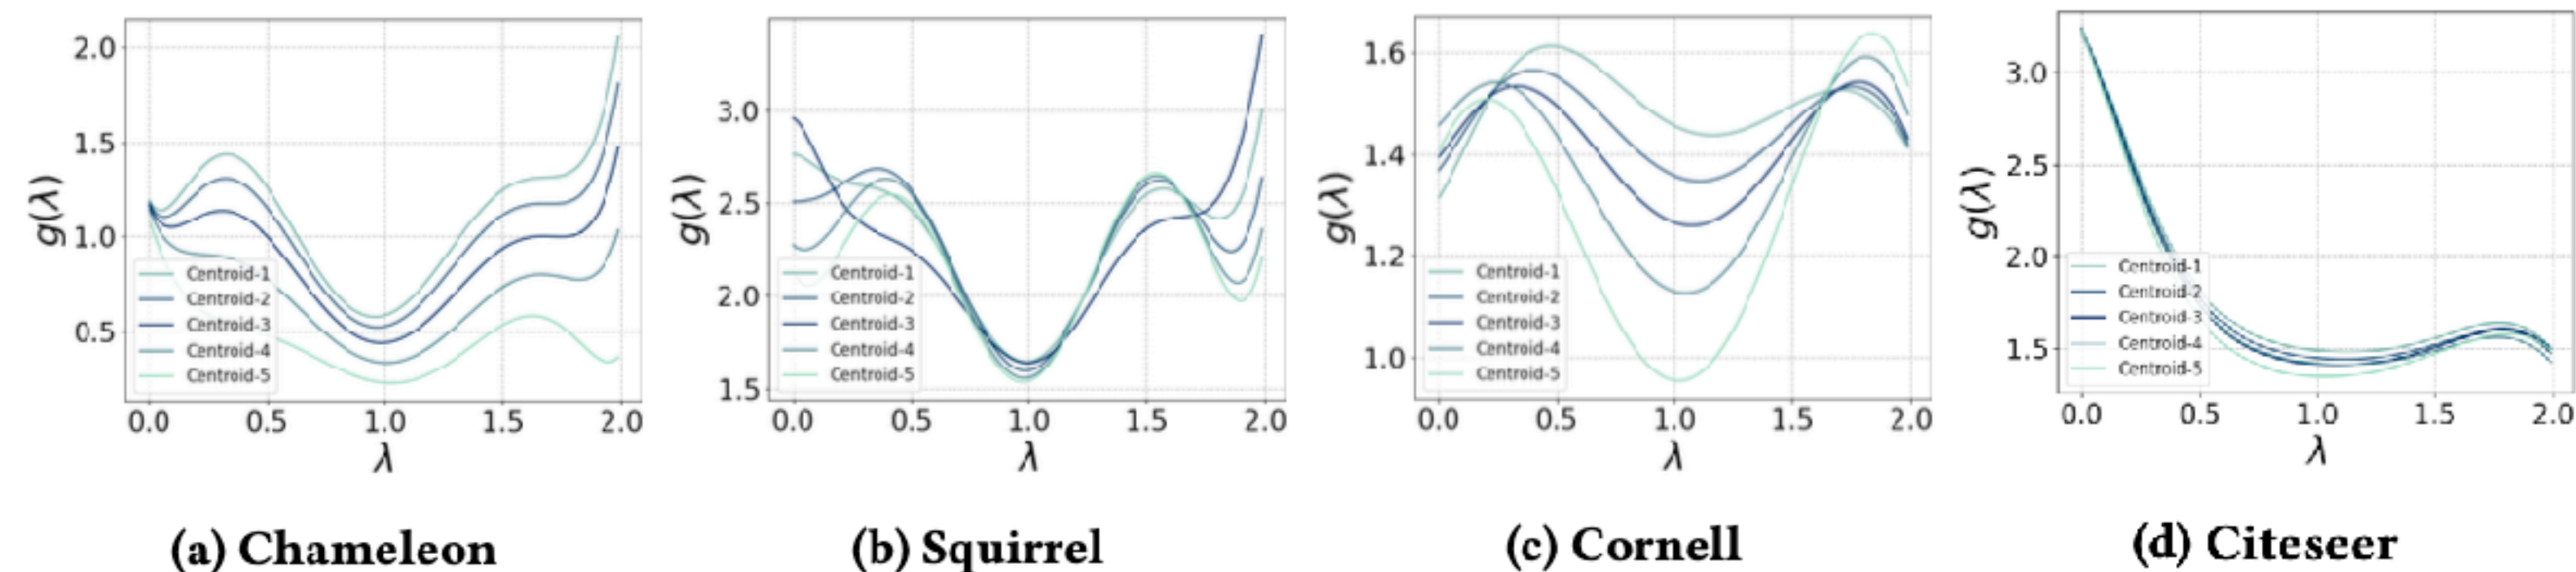 g(λ)
2.0
1.5
1.0
0.5
Centroid-1
Centroid-2
Centroid-3
Centroid-4
Centroid-5
0.0 0.5 1.0 1.5 2.0
λ
(a) Chameleon
g(λ)
3.0
2.5
2.0
1.5
Centroid-1
Centroid-2
Centroid-3
Centroid-4
Centroid-5
0.0 0.5 1.0 1.5 2.0
λ
(b) Squirrel
g(λ)
1.6
1.4
1.2
1.0
Centroid-1
Centroid-2
Centroid-3
Centroid-4
Centroid-5
0.0 0.5 1.0 1.5 2.0
λ
(c) Cornell
g(λ)
3.0
2.5
2.0
1.5
Centroid-1
Centroid-2
Centroid-3
Centroid-4
Centroid-5
0.0 0.5 1.0 1.5 2.0
λ
(d) Citeseer